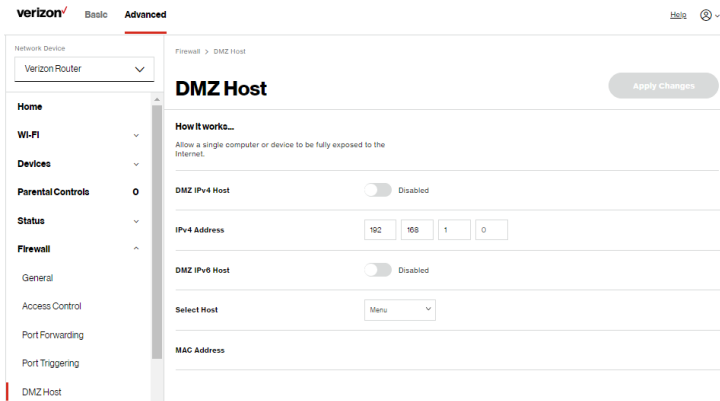 verizon Basic Advanced Help
Network Device
Verizon Router
Home
Wi-Fi
Devices
Parental Controls 0
Status
Firewall
General
Access Control
Port Forwarding
Port Triggering
DMZ Host
Firewall > DMZ Host
DMZ Host Apply Changes
How it works...
Allow a single computer or device to be fully exposed to the
Internet.
DMZ IPv4 Host Disabled
IPv4 Address 192 168 1 0
DMZ IPv6 Host Disabled
Select Host Menu
MAC Address